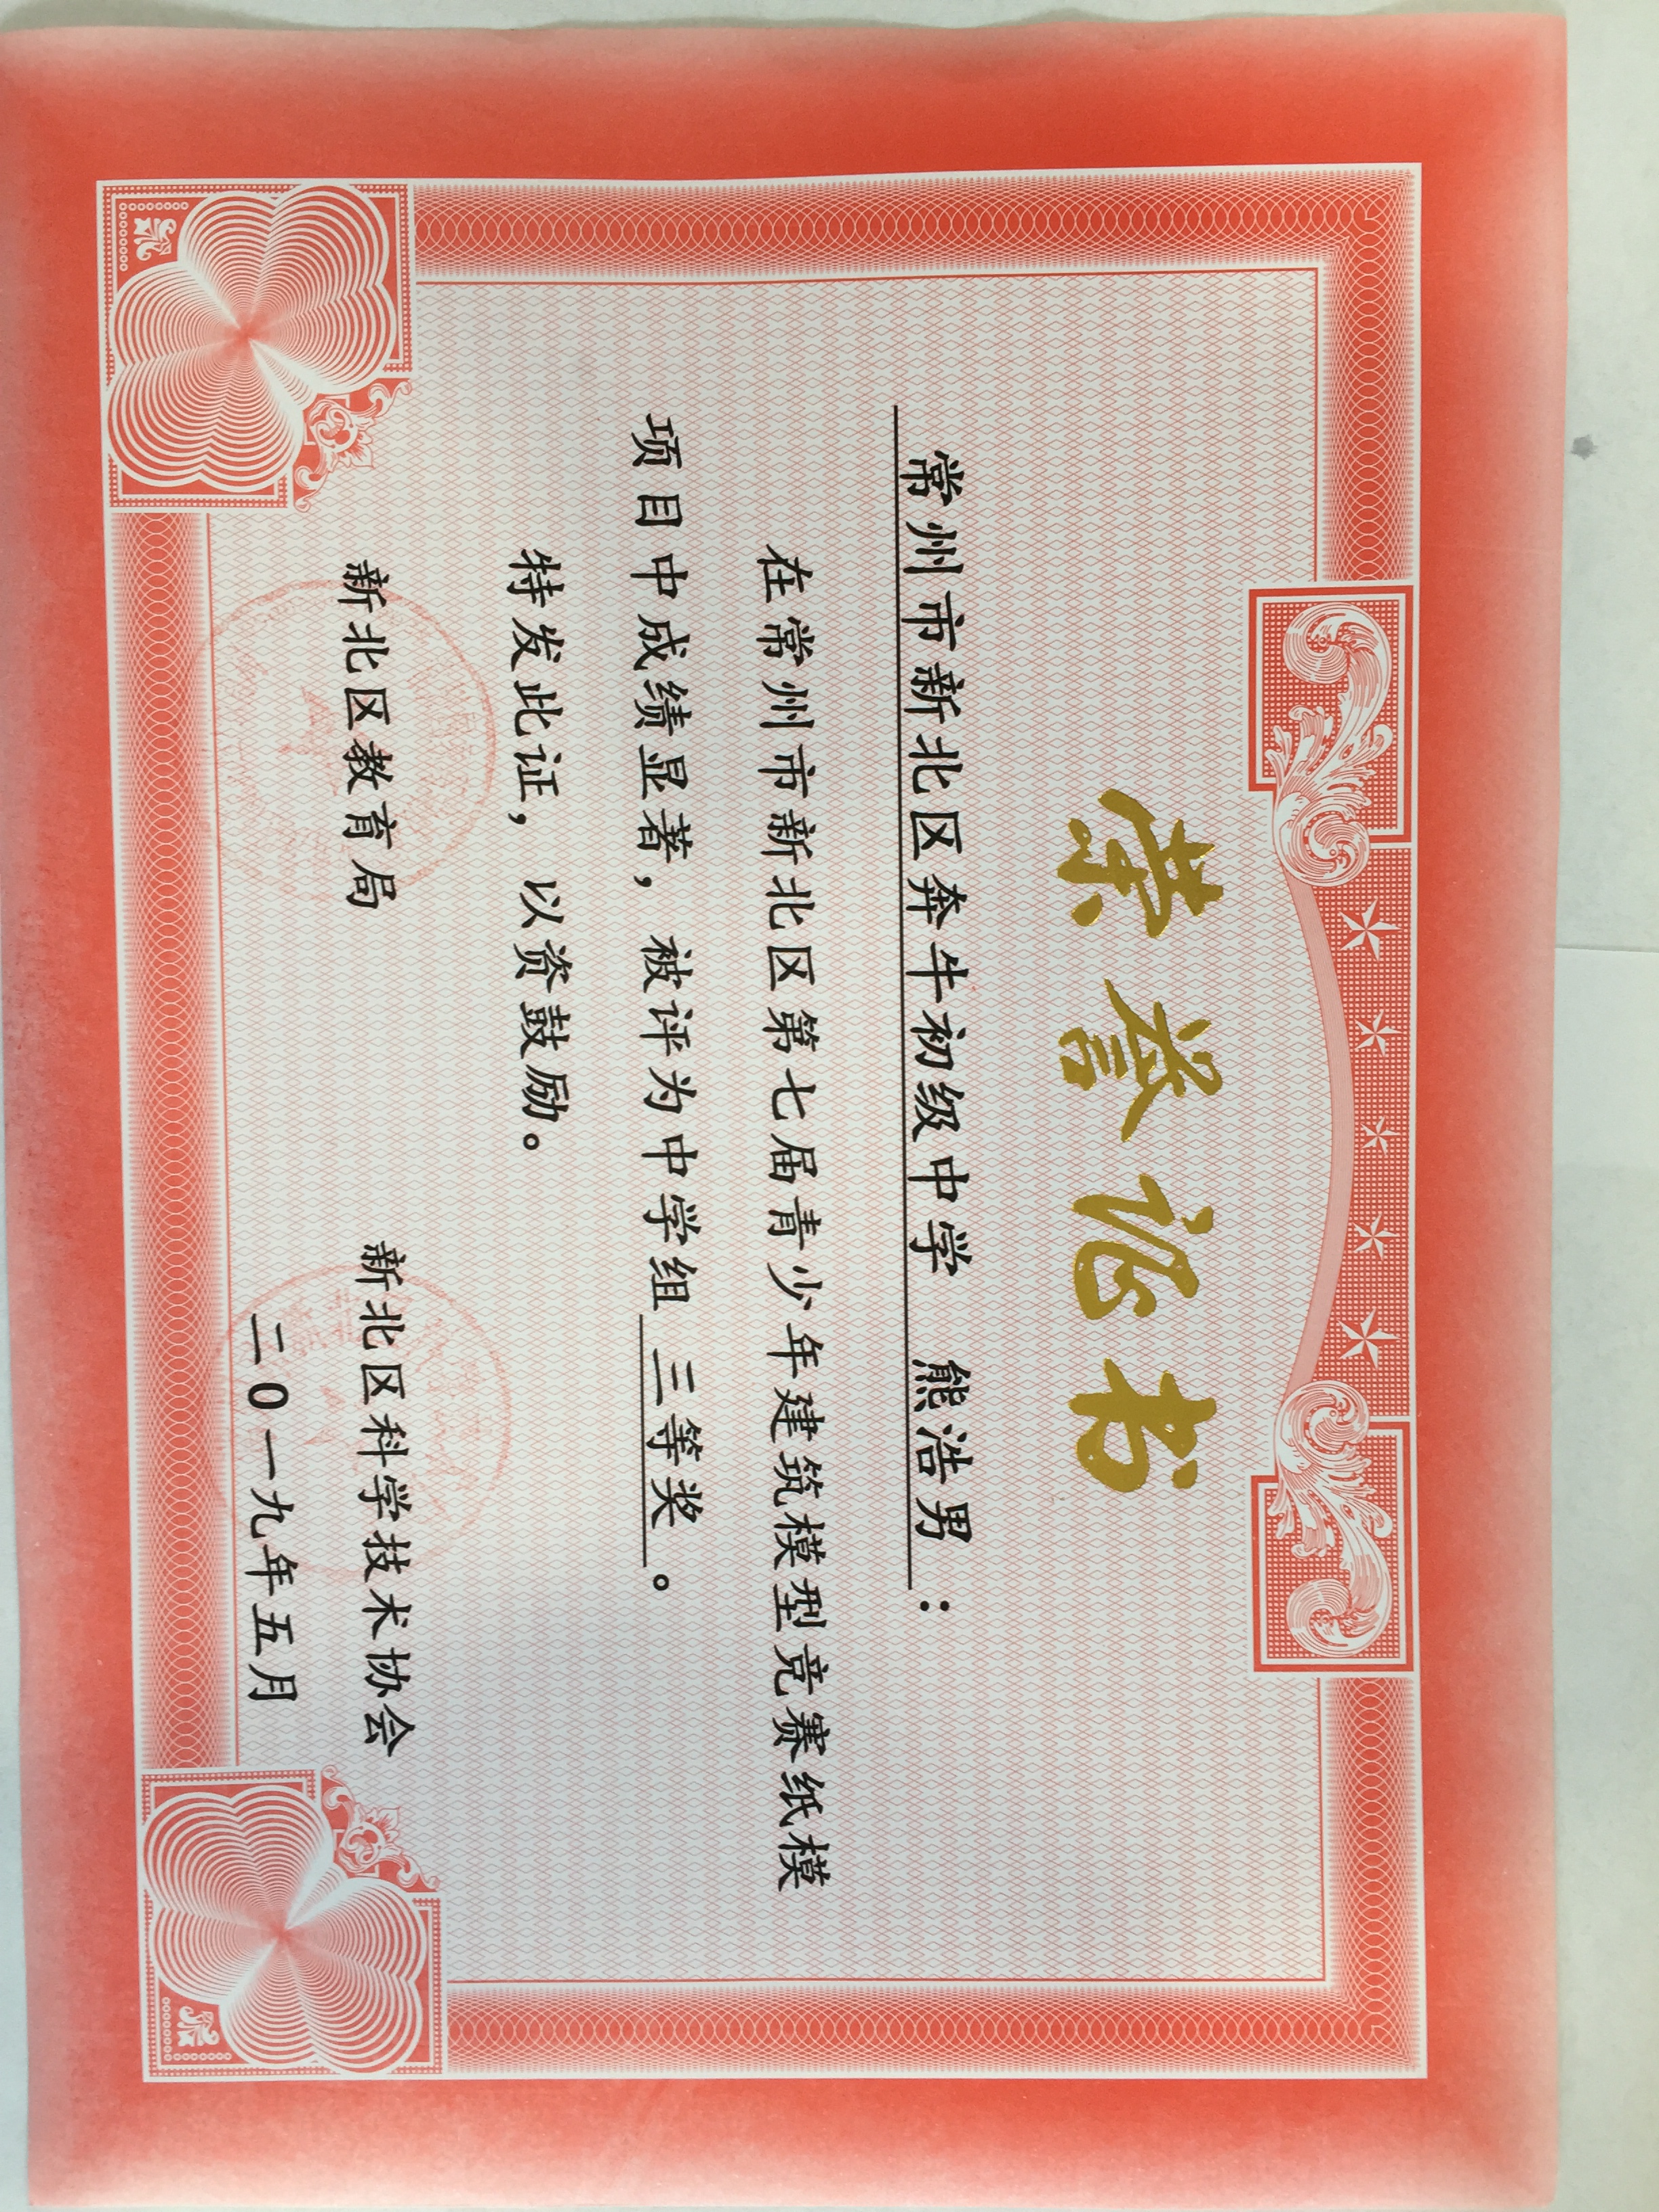 荣誉证书
常州市新北区奔牛初级中学 熊浩男：
在常州市新北区第七届青少年建筑模型竞赛纸模
项目中成绩显著，被评为中学组三等奖。
特发此证，以资鼓励。
新北区教育局 新北区科学技术协会
二0一九年五月